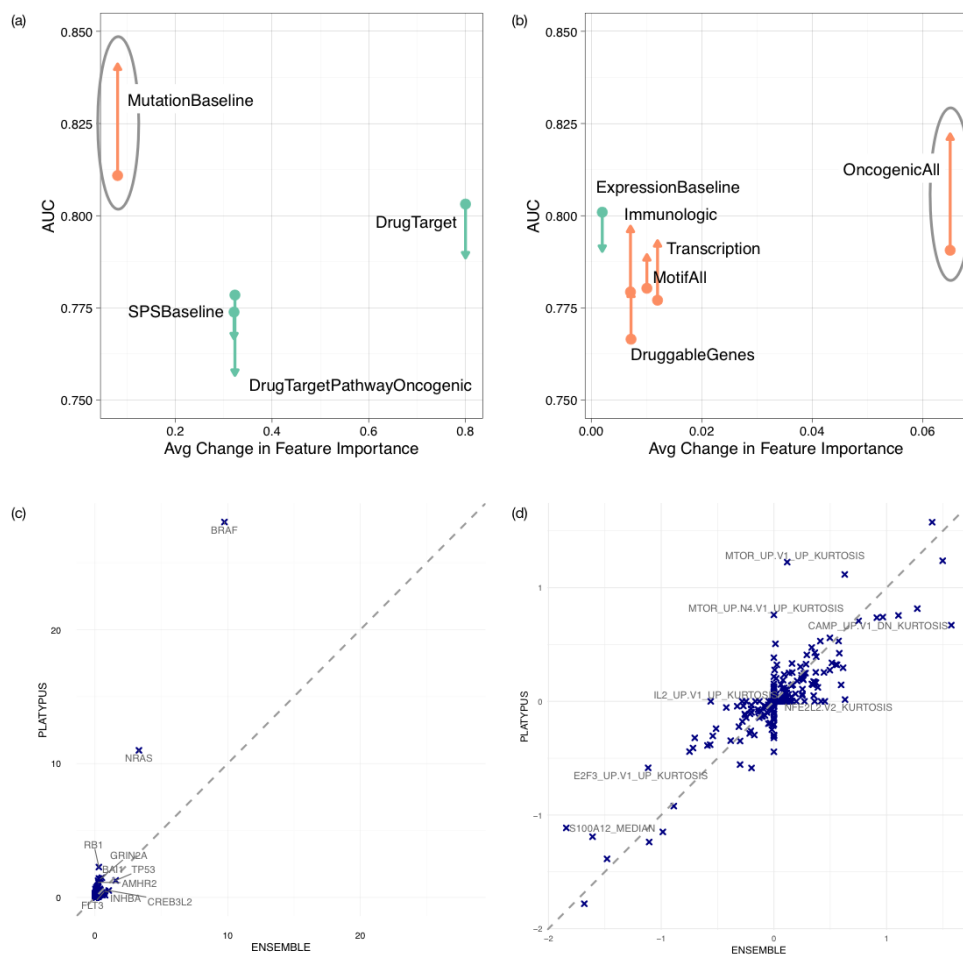 (a)
0.850
0.825
0.800
0.775
0.750
AUC
MutationBaseline
DrugTarget
SPSBaseline
DrugTargetPathwayOncogenic
0.2
0.4
0.6
0.8
Avg Change in Feature Importance
(b)
0.850
0.825
0.800
0.775
0.750
AUC
OncogenicAll
ExpressionBaseline
Immunologic
Transcription
MotifAll
DruggableGenes
0.00
0.02
0.04
0.06
Avg Change in Feature Importance
(c)
20
10
0
PLATYPUS
BRAF
NRAS
RB1
GRIN2A
BAI1
TP53
AMHR2
INHBA
CREB3L2
FLT3
0
10
20
ENSEMBLE
(d)
1
0
−1
−2
PLATYPUS
MTOR_UP.V1_UP_KURTOSIS
MTOR_UP.N4.V1_UP_KURTOSIS
CAMP_UP.V1_DN_KURTOSIS
IL2_UP.V1_UP_KURTOSIS
NFE2L2.V2_KURTOSIS
E2F3_UP.V1_UP_KURTOSIS
S100A12_MEDIAN
−2
−1
0
1
ENSEMBLE